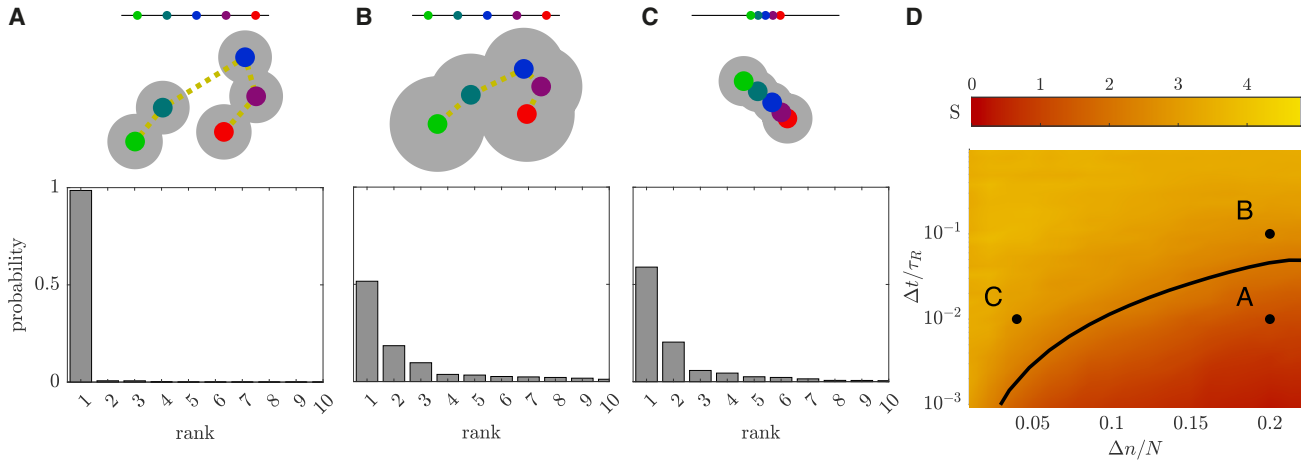 A
B
C
D
0 1 2 3 4
S
1
0.5
0
probability
1 2 3 4 5 6 7 8 9 10
rank
1 2 3 4 5 6 7 8 9 10
rank
1 2 3 4 5 6 7 8 9 10
rank
B
C
A
10⁻¹
10⁻²
10⁻³
Δt/τ_R
0.05 0.1 0.15 0.2
Δn/N